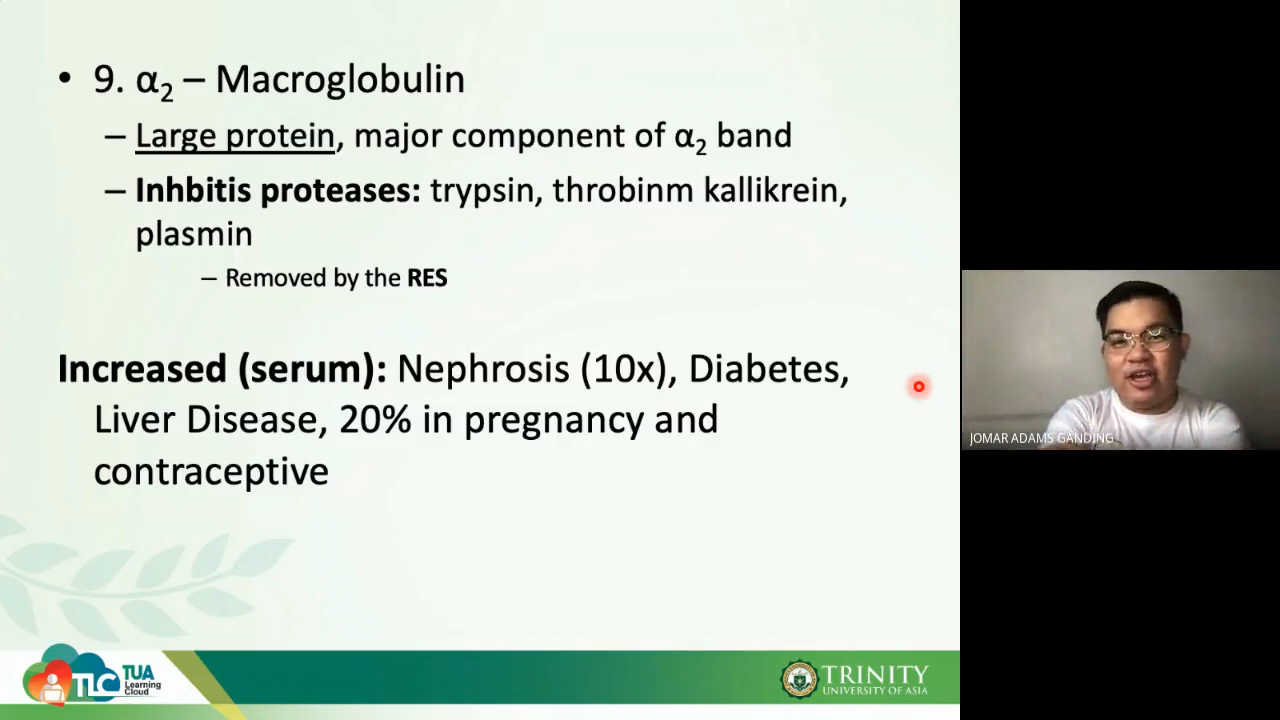 • 9. α₂ – Macroglobulin
– Large protein, major component of α₂ band
– Inhbitis proteases: trypsin, throbinm kallikrein,
plasmin
– Removed by the RES
Increased (serum): Nephrosis (10x), Diabetes,
Liver Disease, 20% in pregnancy and
contraceptive
JOMAR ADAMS GANDING
TLC TUA
Learning
Cloud
TRINITY
UNIVERSITY OF ASIA